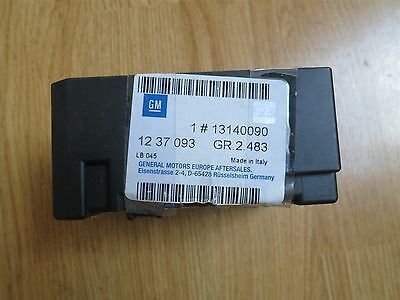 GM
1 # 13140090
12 37 093 GR.2 483
LB 045 Made in Italy
GENERAL MOTORS EUROPE AFTERSALES.
Eisenstrasse 2-4, D-65428 Rüsselsheim Germany